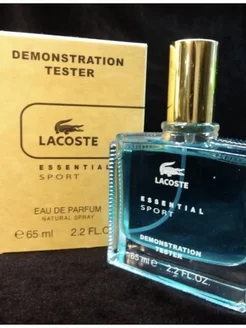 DEMONSTRATION
TESTER
LACOSTE
ESSENTIAL
SPORT
EAU DE PARFUM
NATURAL SPRAY
℮ 65 ml 2.2 FL.O
LACOSTE
ESSENTIAL
SPORT
DEMONSTRATION
TESTER
℮ 65 ml 2.2 FL.OZ.